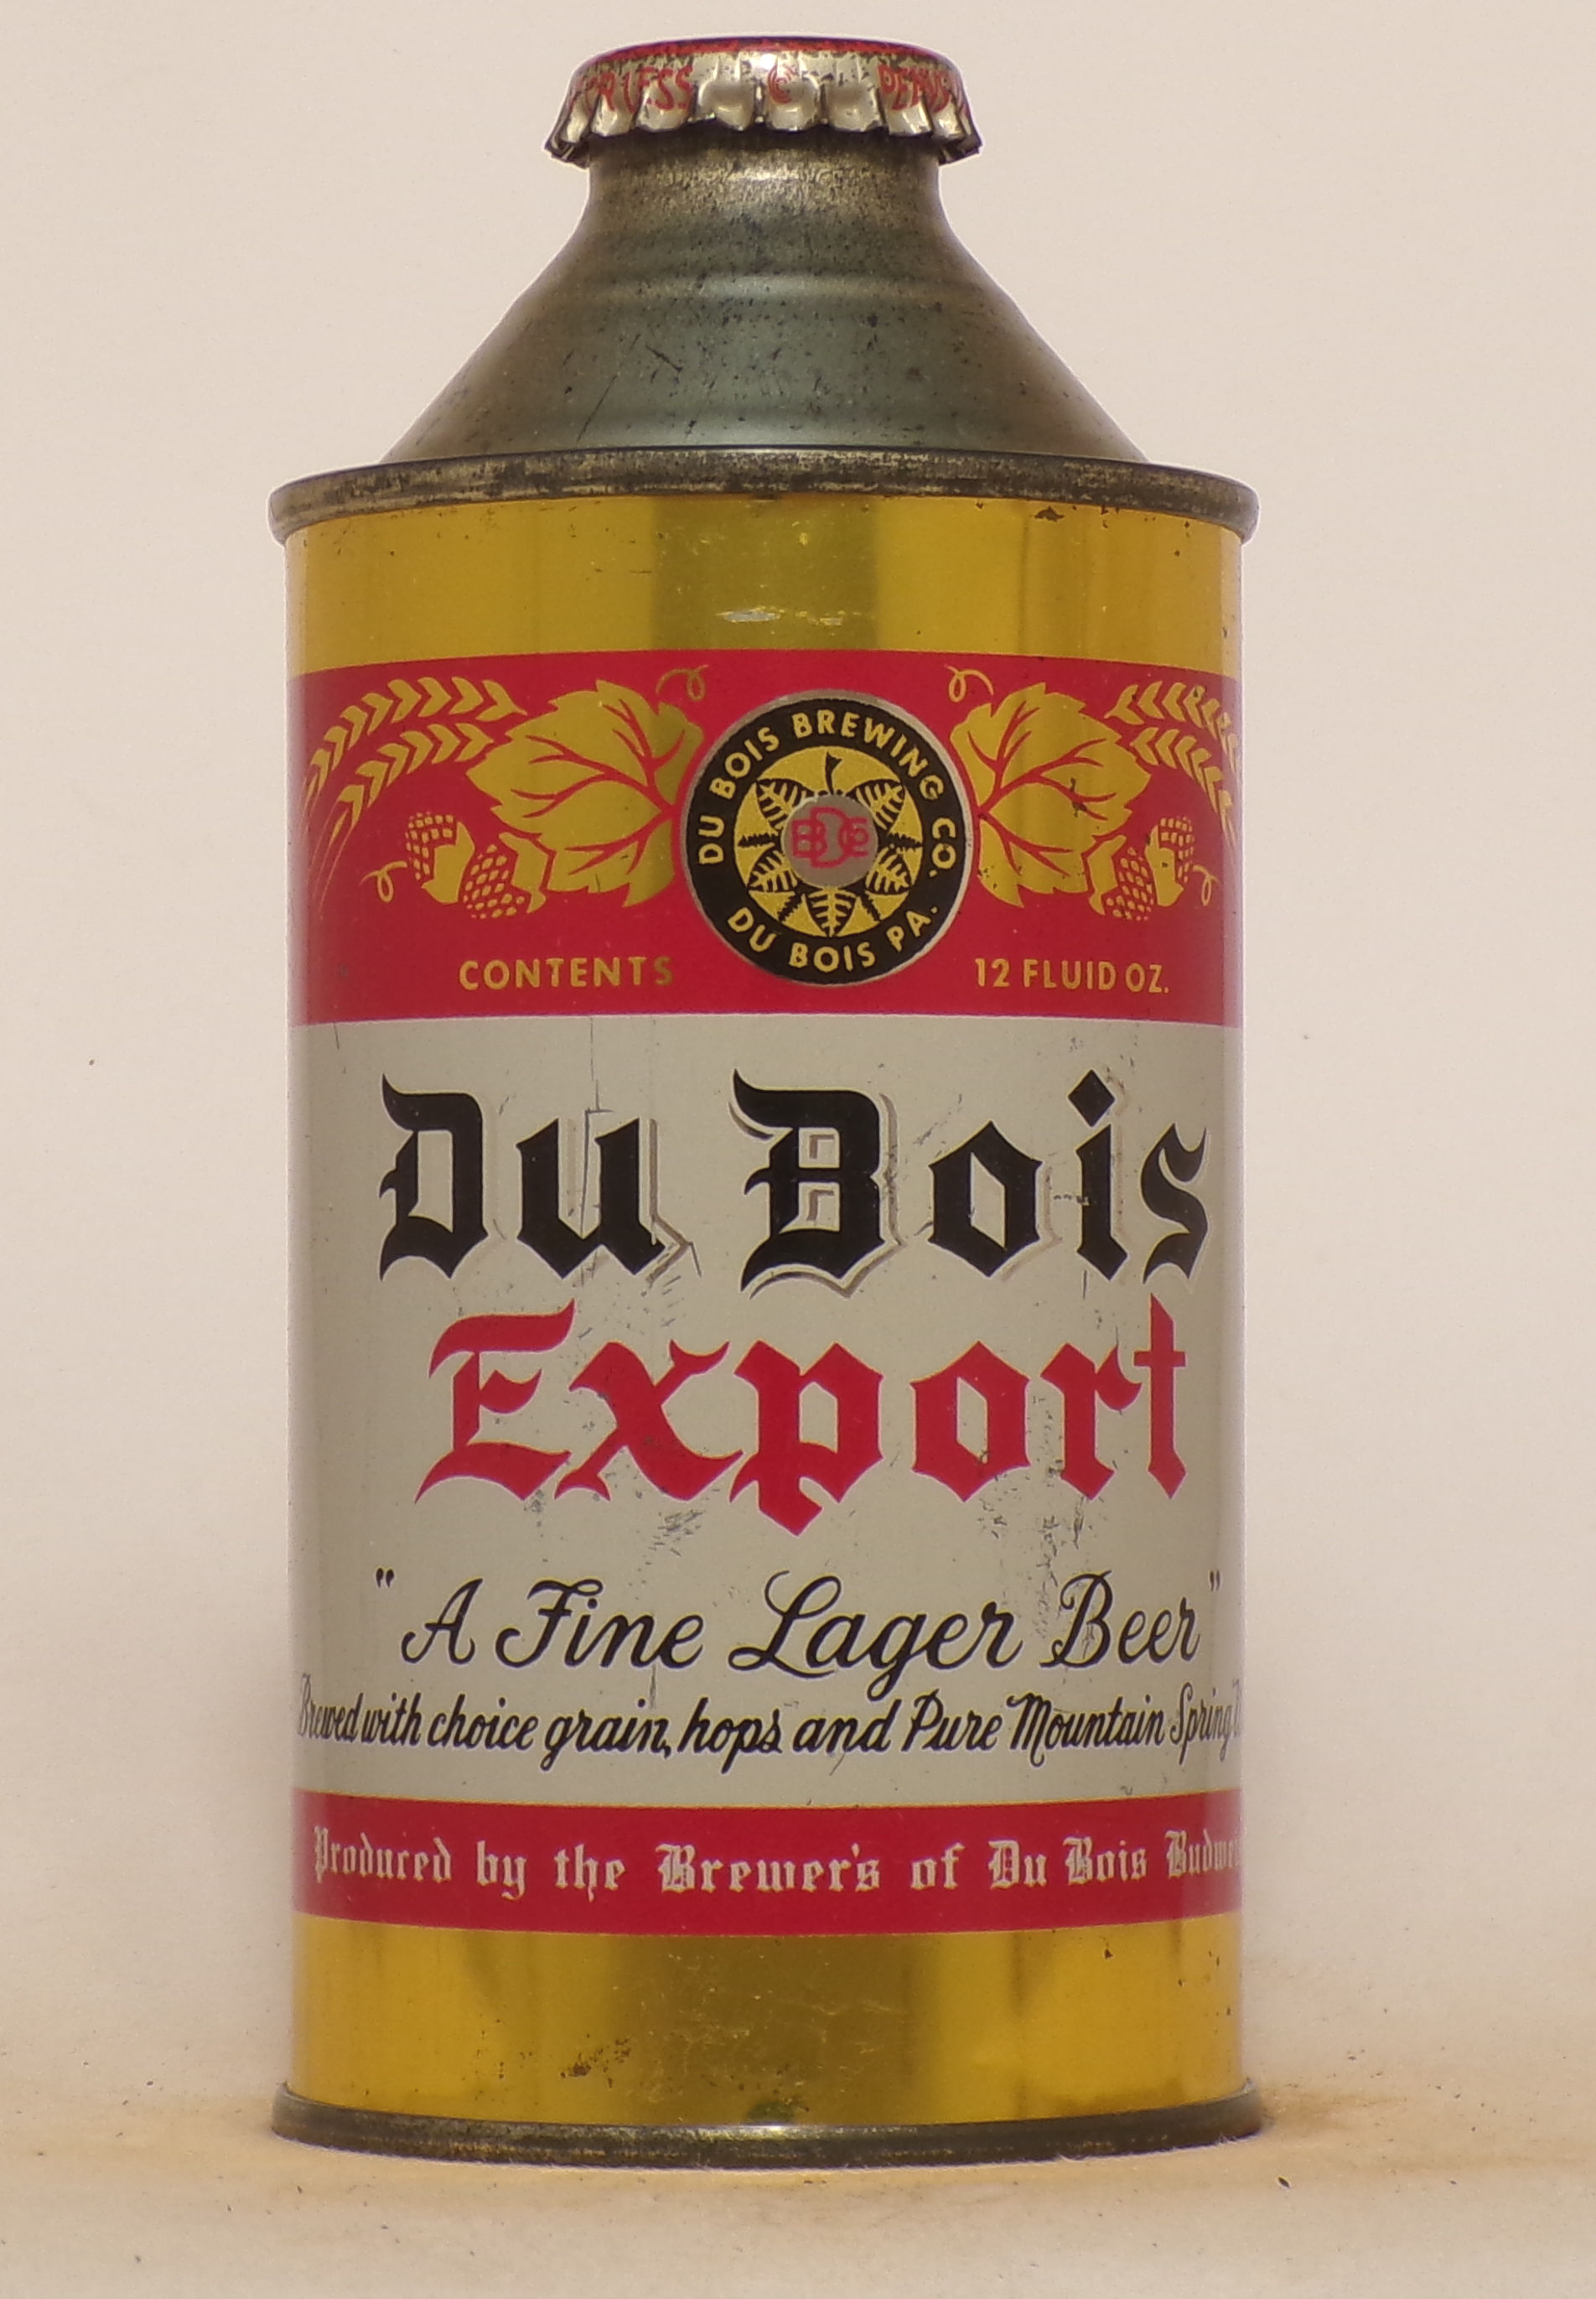 DU BOIS BREWING CO.
BDCo
DU BOIS PA.
CONTENTS 12 FLUID OZ.
Du Bois
Export
"A Fine Lager Beer"
Brewed with choice grain, hops and Pure Mountain Spring
Produced by the Brewer's of Du Bois